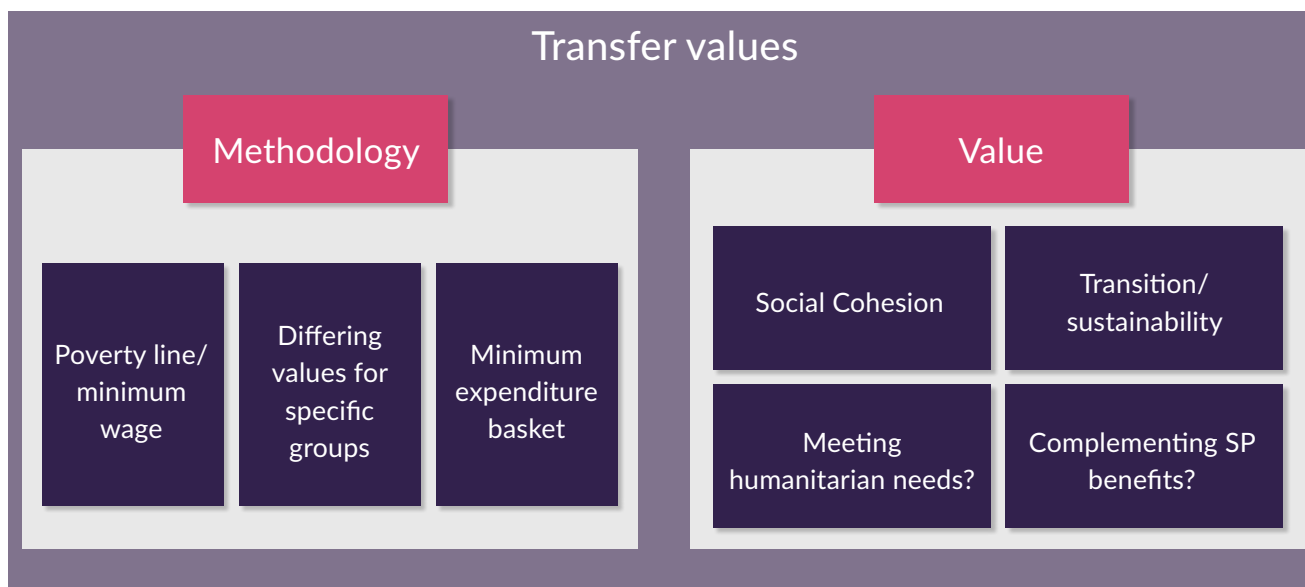 Transfer values
Methodology
Poverty line/
minimum
wage
Differing
values for
specific
groups
Minimum
expenditure
basket
Value
Social Cohesion
Transition/
sustainability
Meeting
humanitarian needs?
Complementing SP
benefits?